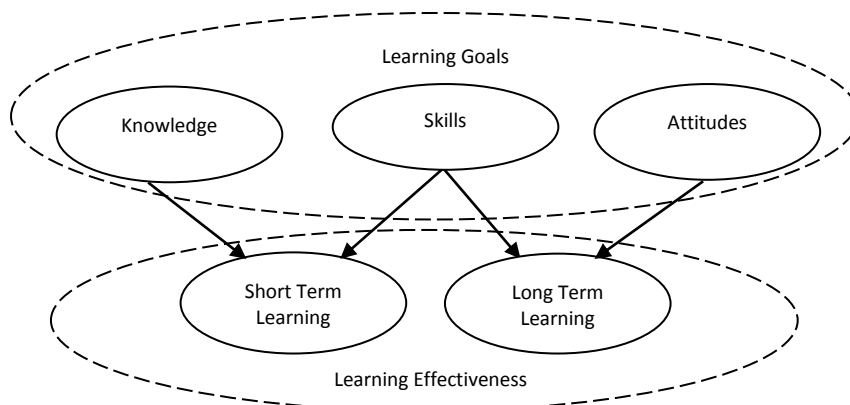 Learning Goals
Knowledge
Skills
Attitudes
Short Term
Learning
Long Term
Learning
Learning Effectiveness